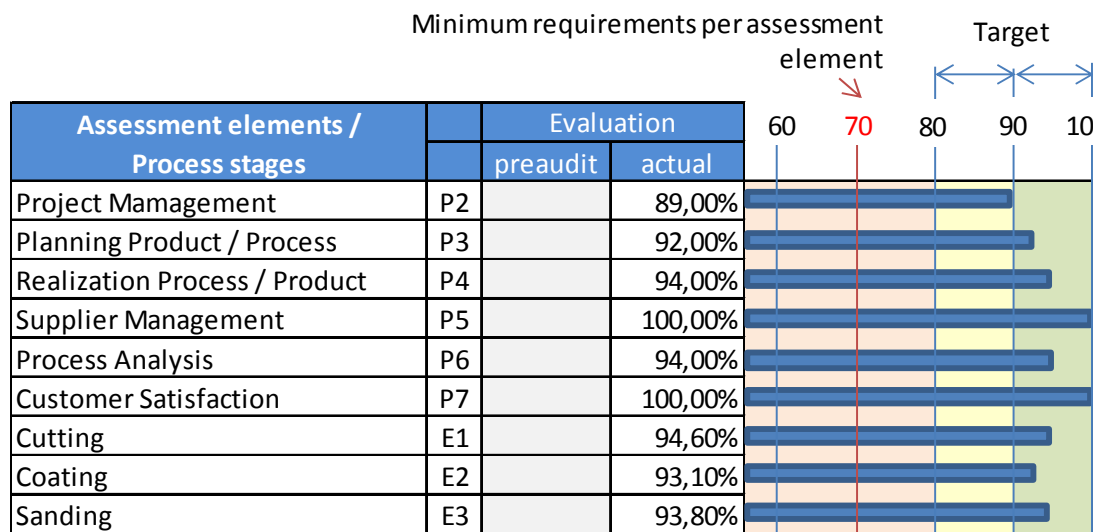 Minimum requirements per assessment
element
Target
Assessment elements /
Process stages
Evaluation
preaudit actual
60 70 80 90 10
Project Mamagement P2 89,00%
Planning Product / Process P3 92,00%
Realization Process / Product P4 94,00%
Supplier Management P5 100,00%
Process Analysis P6 94,00%
Customer Satisfaction P7 100,00%
Cutting E1 94,60%
Coating E2 93,10%
Sanding E3 93,80%